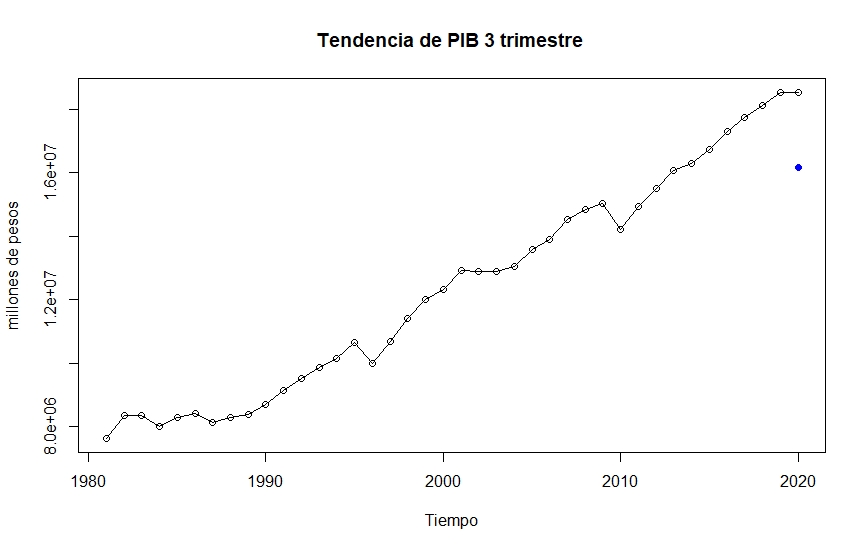 Tendencia de PIB 3 trimestre
millones de pesos
1.6e+07
1.2e+07
8.0e+06
1980 1990 2000 2010 2020
Tiempo